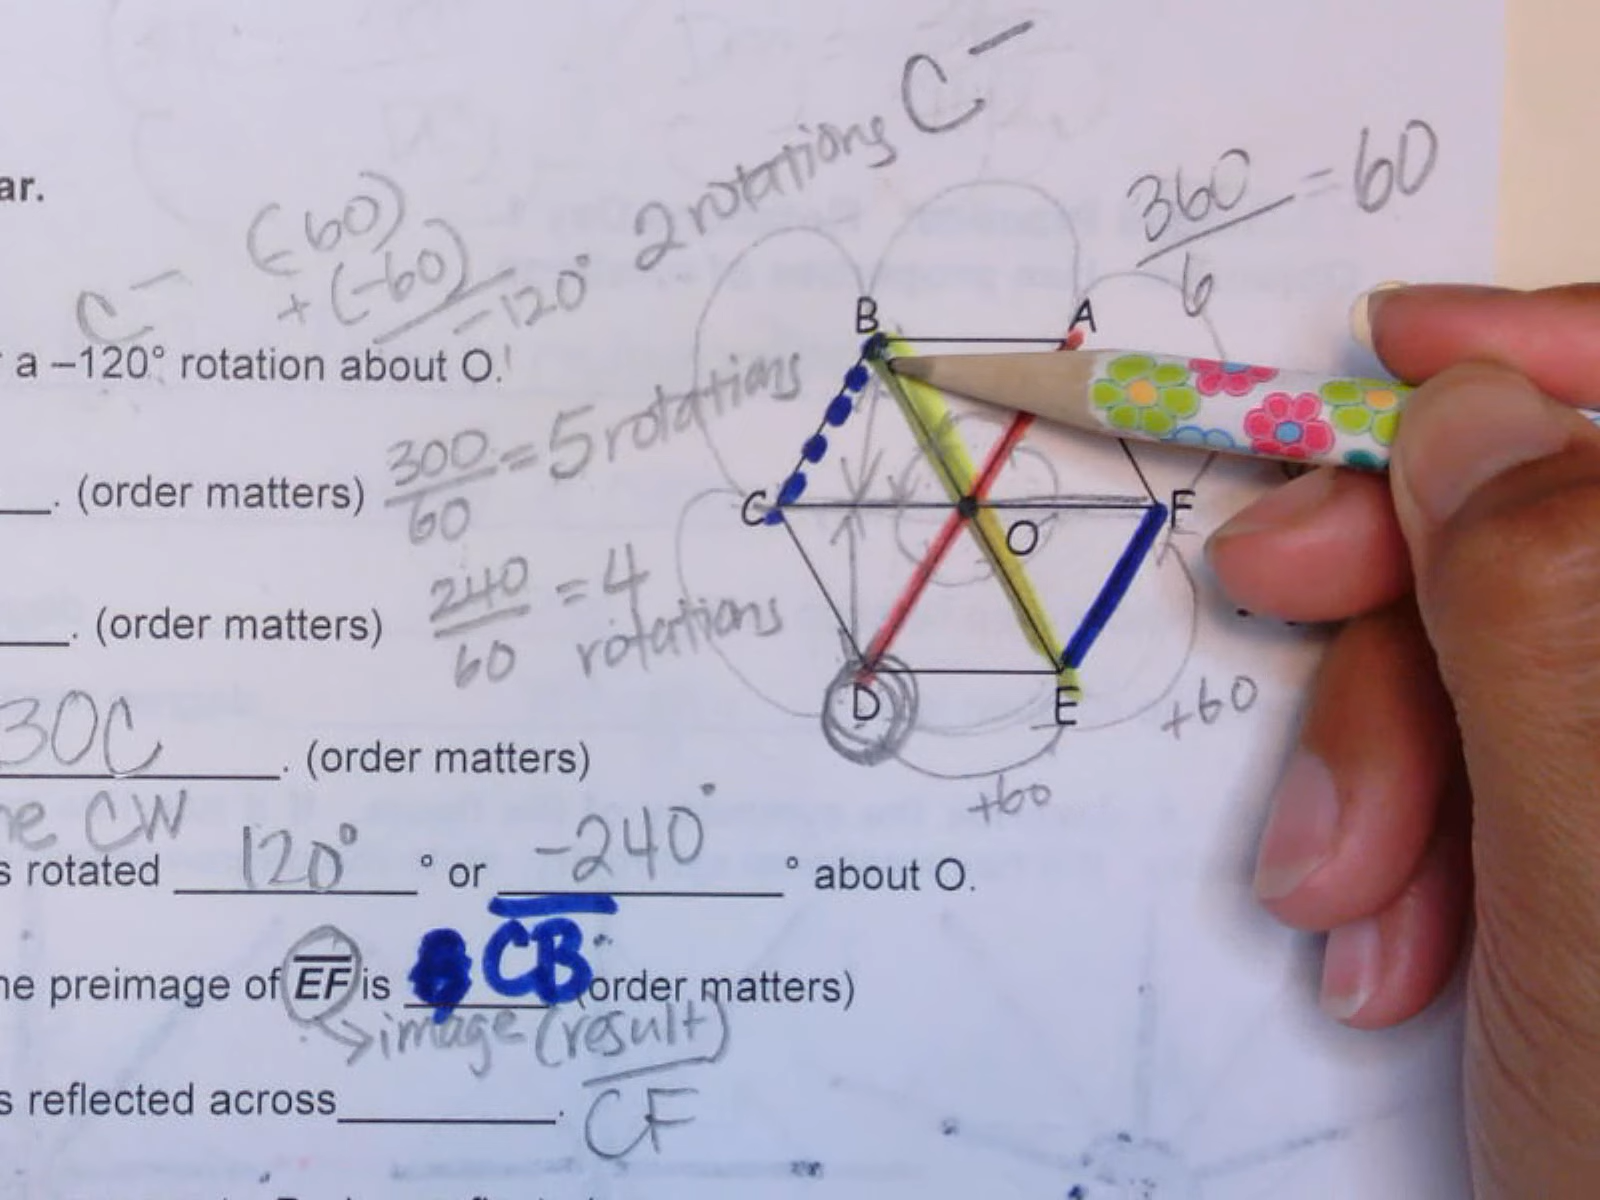 ar.
(-60)
+(-60)
-120°
C-
2 rotations C-
360/6 = 60
a −120° rotation about O.
B
A
C
F
O
D
E
+60
+60
. (order matters)
300/60 = 5 rotations
. (order matters)
240/60 = 4 rotations
30C . (order matters)
CW
s rotated 120° ° or -240° ° about O.
preimage of EF is CB (order matters)
image (result)
s reflected across . CF